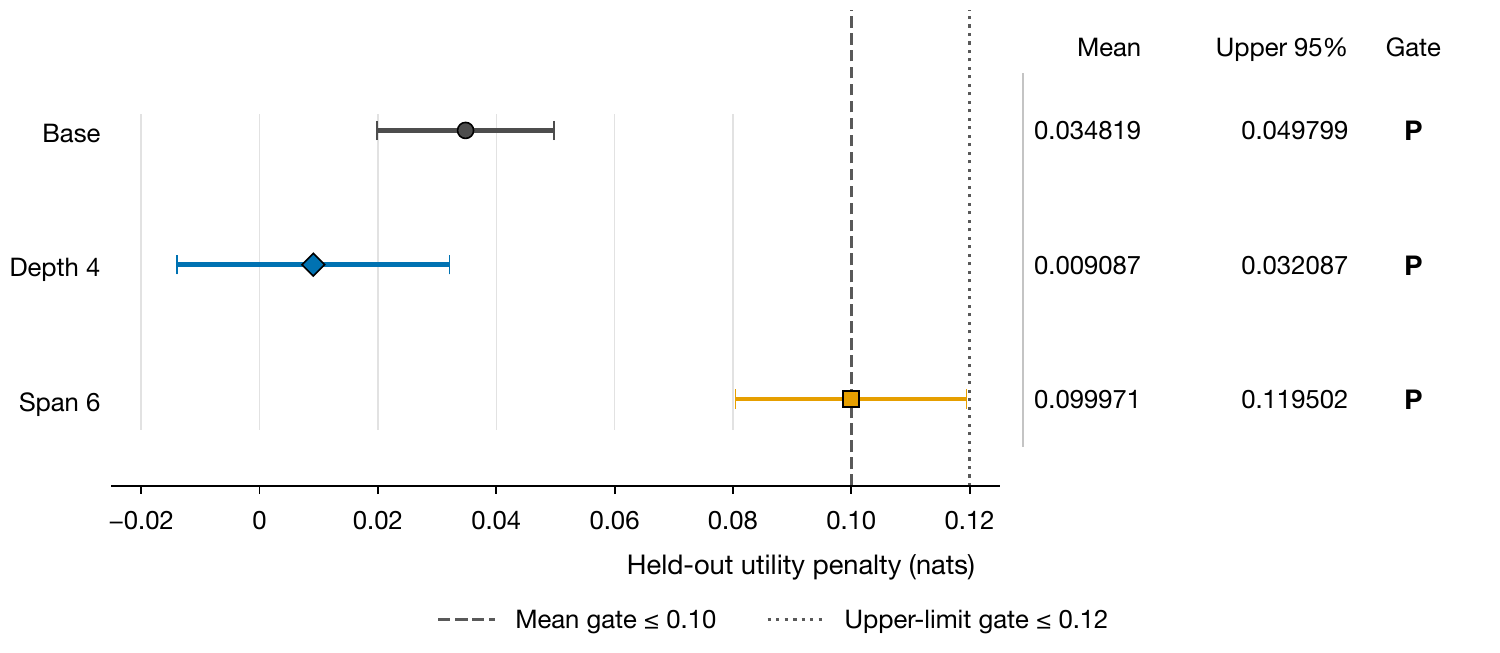 Mean Upper 95% Gate
Base 0.034819 0.049799 P
Depth 4 0.009087 0.032087 P
Span 6 0.099971 0.119502 P
−0.02 0 0.02 0.04 0.06 0.08 0.10 0.12
Held-out utility penalty (nats)
Mean gate ≤ 0.10 Upper-limit gate ≤ 0.12